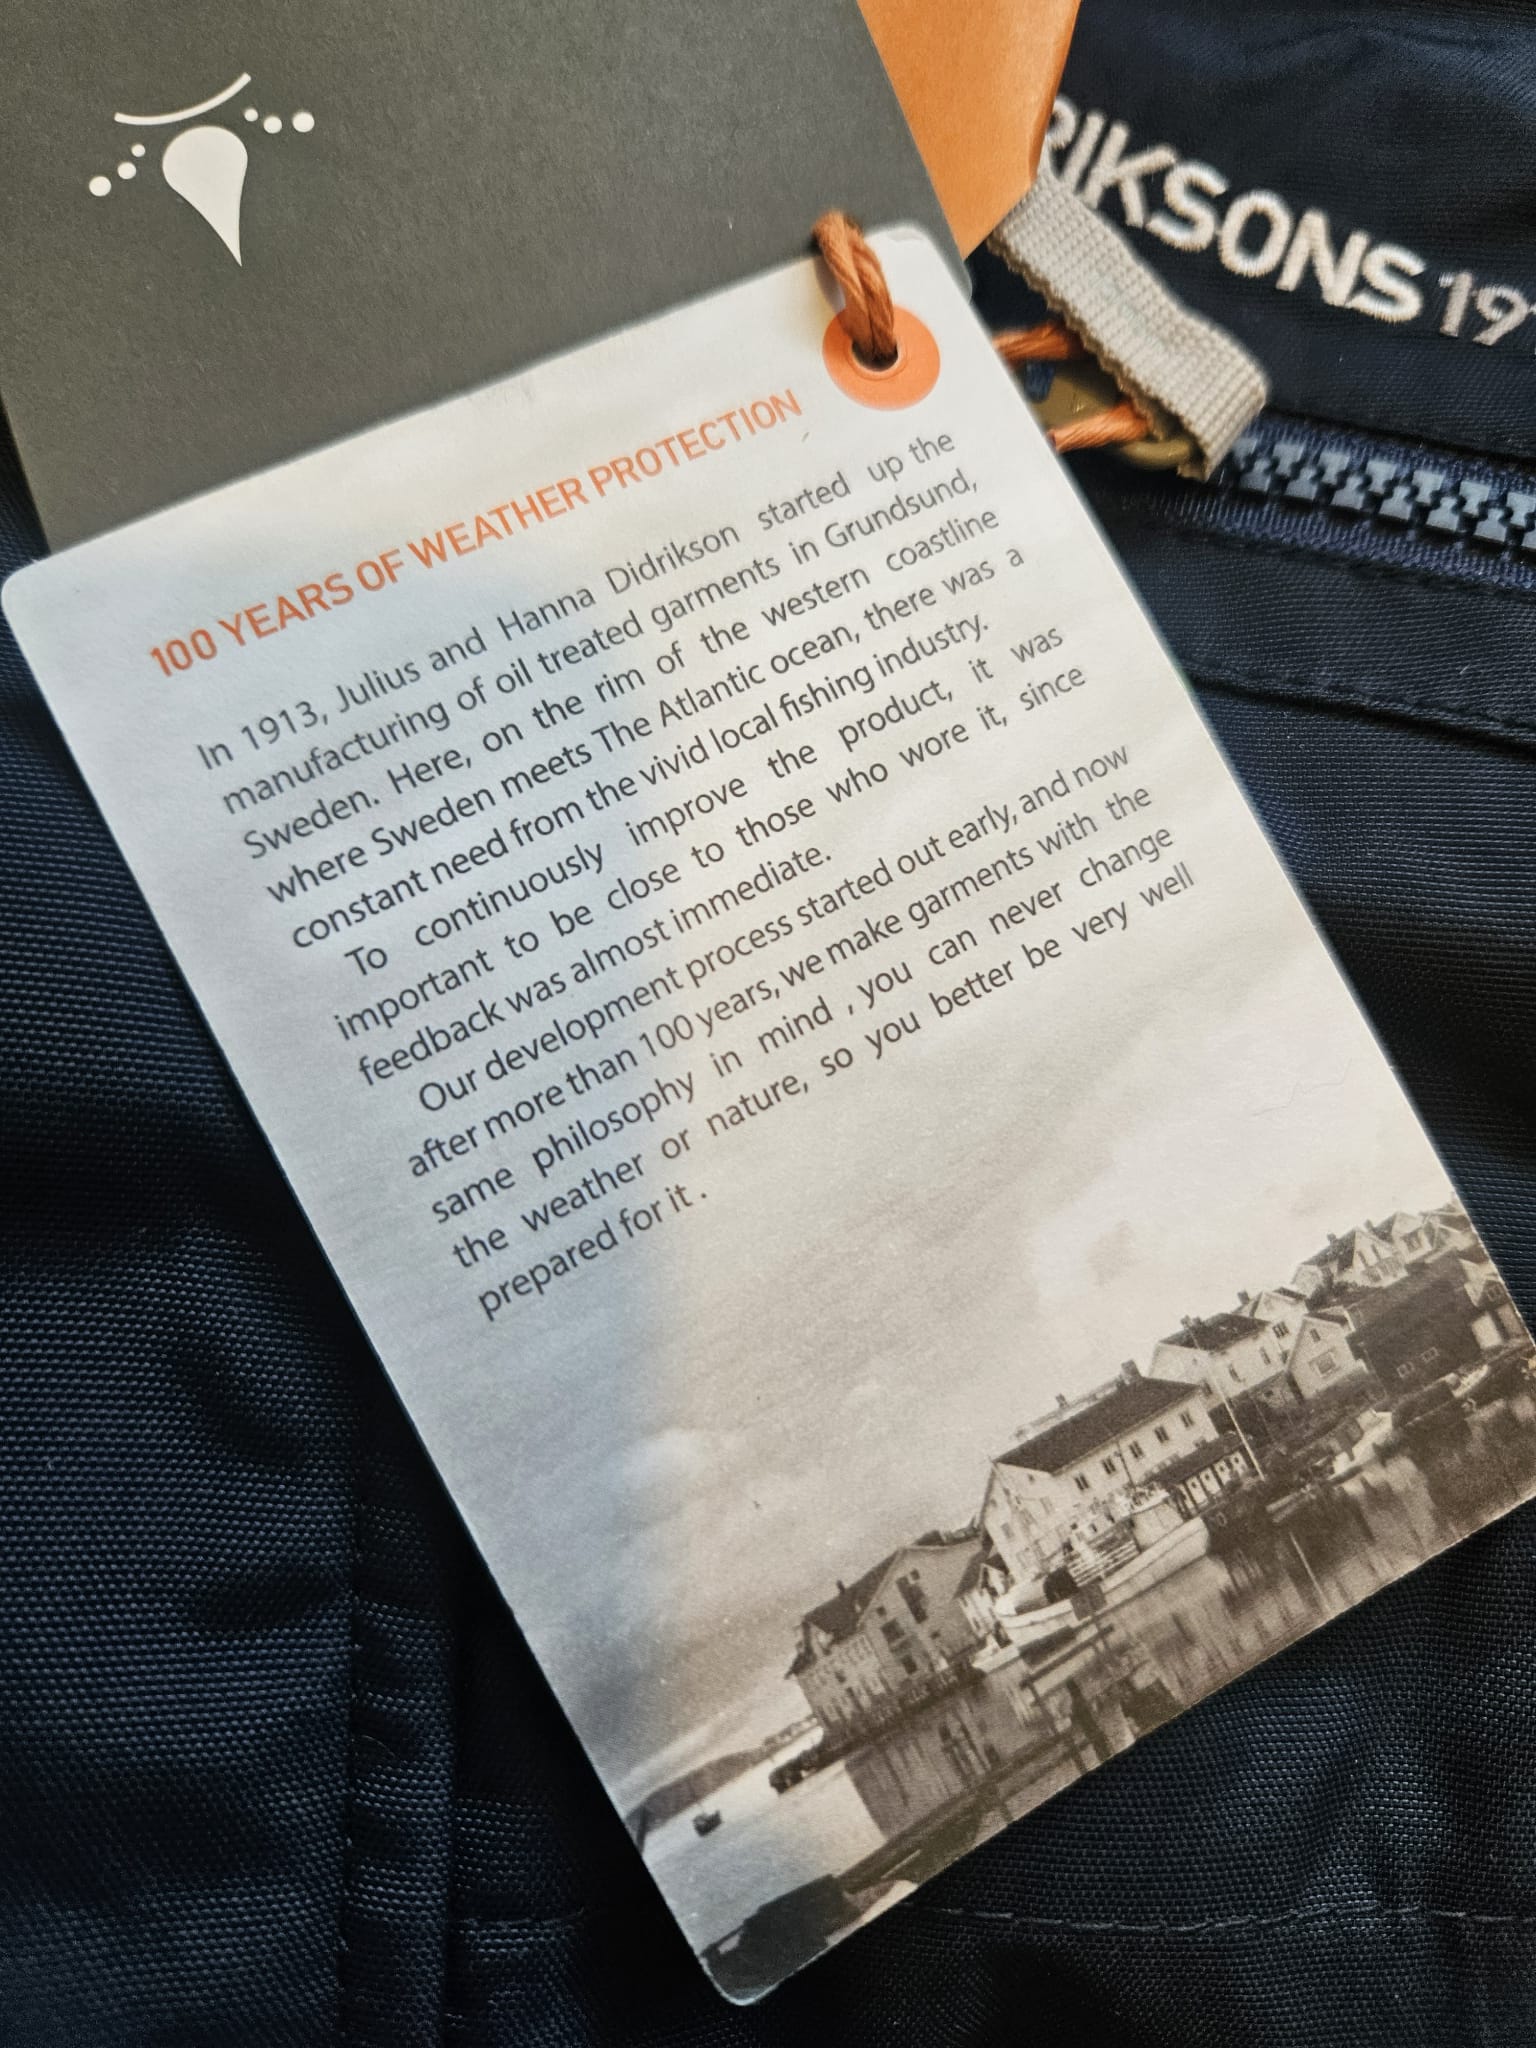 RIKSONS 19
100 YEARS OF WEATHER PROTECTION
In 1913, Julius and Hanna Didrikson started up the
manufacturing of oil treated garments in Grundsund,
Sweden. Here, on the rim of the western coastline
where Sweden meets The Atlantic ocean, there was a
constant need from the vivid local fishing industry.
To continuously improve the product, it was
important to be close to those who wore it, since
feedback was almost immediate.
Our development process started out early, and now
after more than 100 years, we make garments with the
same philosophy in mind , you can never change
the weather or nature, so you better be very well
prepared for it .